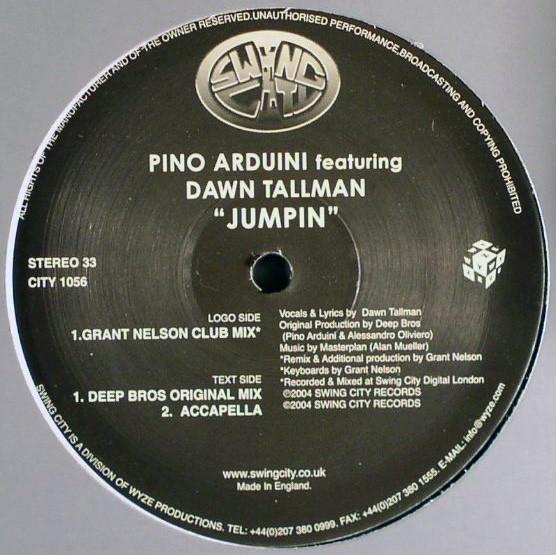 ALL RIGHTS OF THE MANUFACTURER AND OF THE OWNER RESERVED.UNAUTHORISED PERFORMANCE,BROADCASTING AND COPYING PROHIBITED
SWING
CITY
PINO ARDUINI featuring
DAWN TALLMAN
“JUMPIN”
STEREO 33
CITY 1056
LOGO SIDE
1.GRANT NELSON CLUB MIX*
TEXT SIDE
1. DEEP BROS ORIGINAL MIX
2. ACCAPELLA
Vocals & Lyrics by Dawn Tallman
Original Production by Deep Bros
(Pino Arduini & Alessandro Oliviero)
Music by Masterplan (Alan Mueller)
*Remix & Additional production by Grant Nelson
*Keyboards by Grant Nelson
*Recorded & Mixed at Swing City Digital London
℗2004 SWING CITY RECORDS
©2004 SWING CITY RECORDS
www.swingcity.co.uk
Made In England.
SWING CITY IS A DIVISION OF WYZE PRODUCTIONS. TEL: +44(0)207 380 0999. FAX: +44(0)207 380 1555. E-MAIL: info@wyze.com